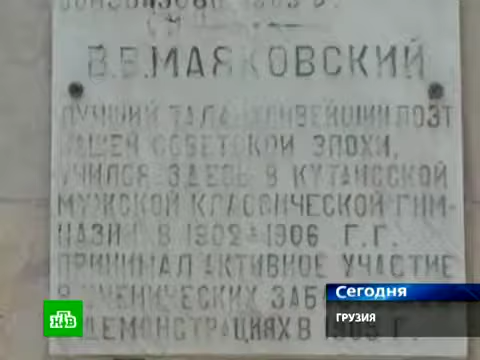 В.В.МАЯКОВСКИЙ
ЛУЧШИЙ ТАЛАНТЛИВЕЙШИЙ ПОЭТ
НАШЕЙ СОВЕТСКОЙ ЭПОХИ,
УЧИЛСЯ ЗДЕСЬ В КУТАИССКОЙ
МУЖСКОЙ КЛАССИЧЕСКОЙ ГИМ-
НАЗИИ В 1902-1906 Г.Г.
ПРИНИМАЛ АКТИВНОЕ УЧАСТИЕ
В УЧЕНИЧЕСКИХ
ДЕМОНСТРАЦИЯХ В 1905 Г.
Сегодня
НТВ
ГРУЗИЯ